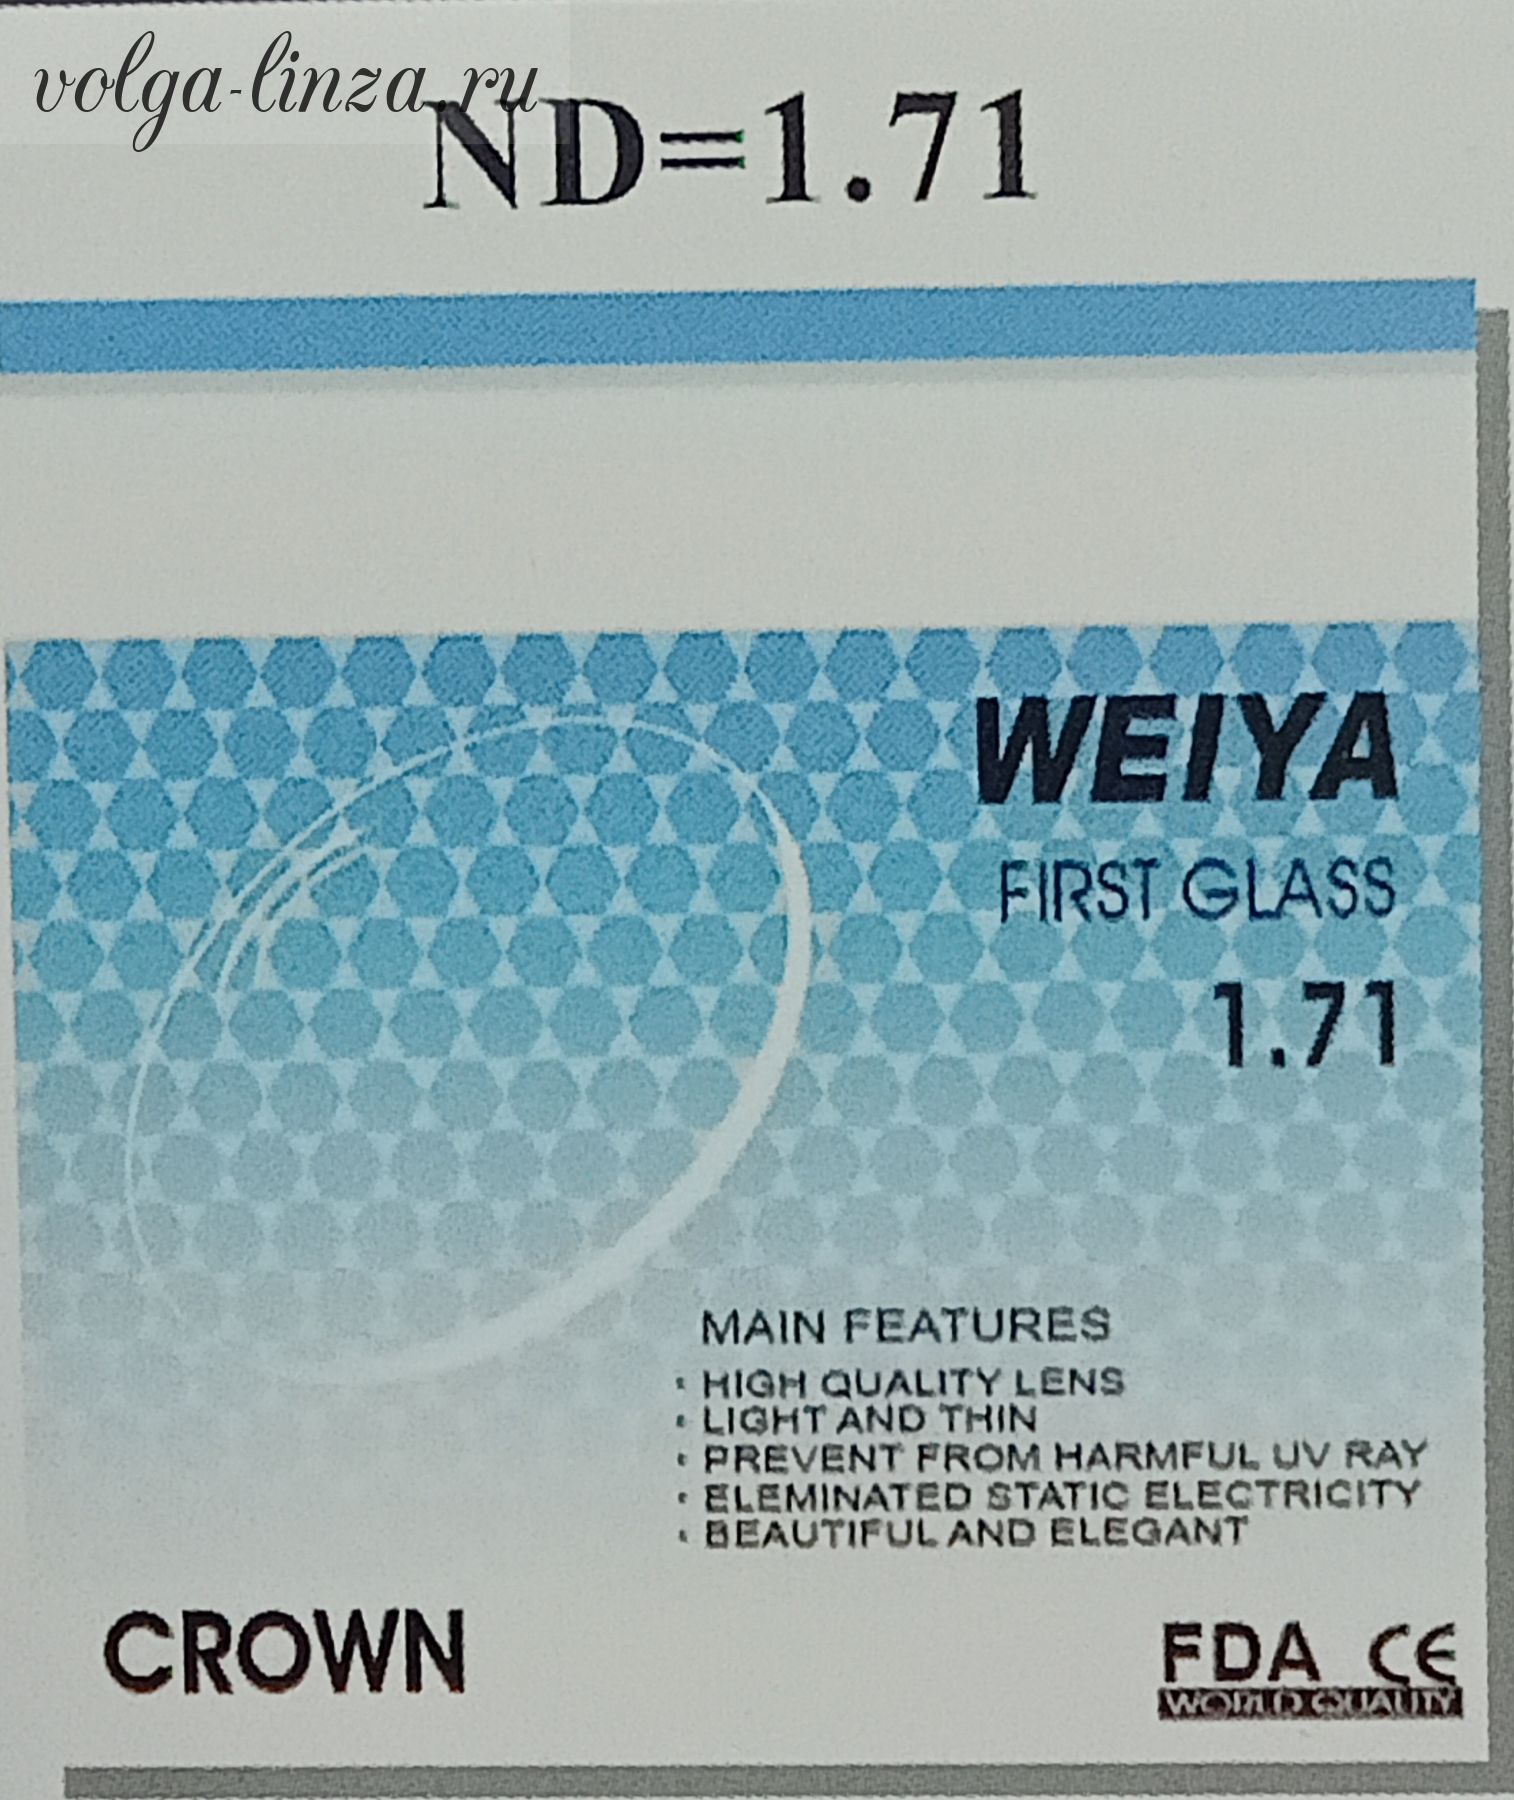 volga-linza.ru
ND=1.71
WEIYA
FIRST GLASS
1.71
MAIN FEATURES
· HIGH QUALITY LENS
· LIGHT AND THIN
· PREVENT FROM HARMFUL UV RAY
· ELEMINATED STATIC ELECTRICITY
· BEAUTIFUL AND ELEGANT
CROWN
FDA CE
WORLD QUALITY